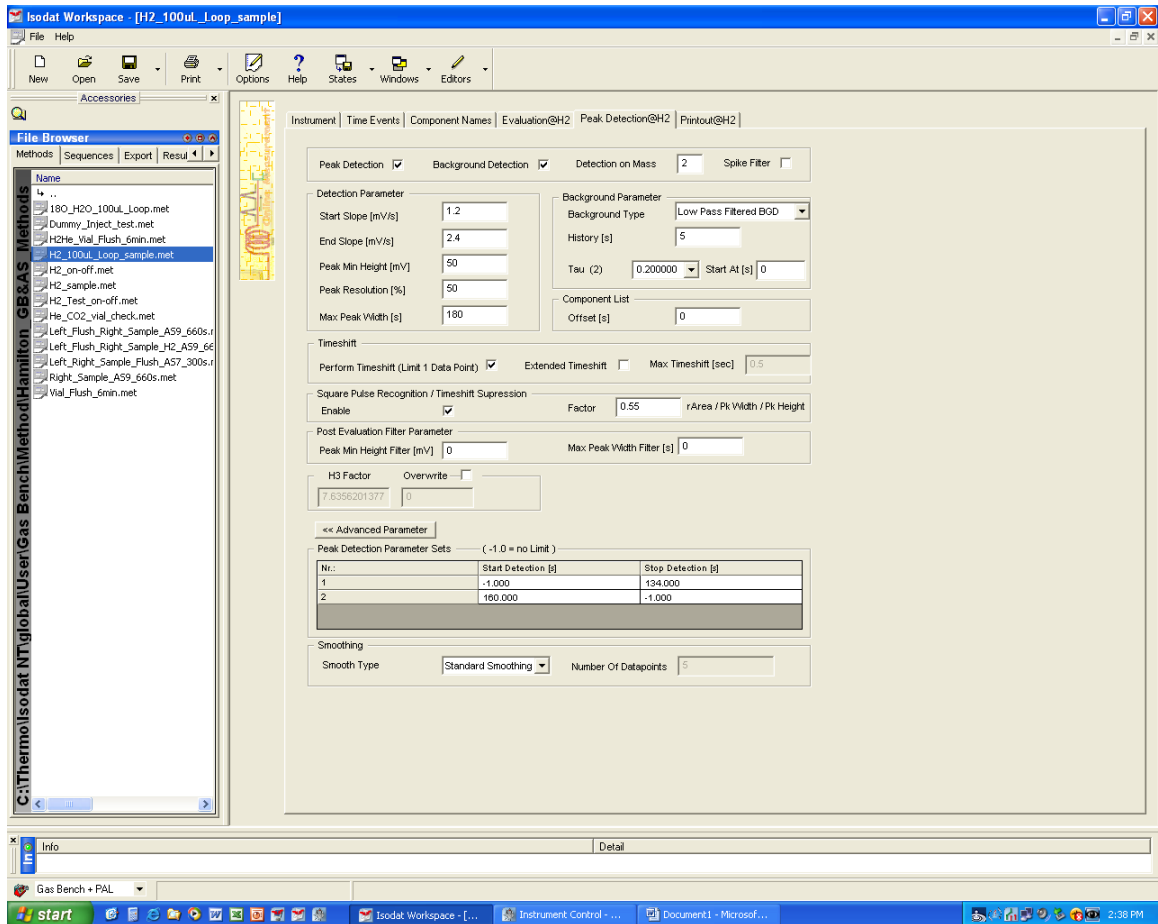 Isodat Workspace - [H2_100uL_Loop_sample]
File Help
New Open Save Print Options Help States Windows Editors
Accessories
File Browser
Methods Sequences Export Resul
Name
..
18O_H2O_100uL_Loop.met
Dummy_Inject_test.met
H2He_Vial_Flush_6min.met
H2_100uL_Loop_sample.met
H2_on-off.met
H2_sample.met
H2_Test_on-off.met
He_CO2_vial_check.met
Left_Flush_Right_Sample_A59_660s.r
Left_Flush_Right_Sample_H2_A59_66
Left_Right_Sample_Flush_A57_300s.r
Right_Sample_A59_660s.met
Vial_Flush_6min.met
C:\Thermo\Isodat NT\global\User\Gas Bench\Method\Hamilton_GB&AS_Methods
Instrument Time Events Component Names Evaluation@H2 Peak Detection@H2 Printout@H2
Peak Detection Background Detection Detection on Mass 2 Spike Filter
Detection Parameter
Start Slope [mV/s] 1.2
End Slope [mV/s] 2.4
Peak Min Height [mV] 50
Peak Resolution [%] 50
Max Peak Width [s] 180
Background Parameter
Background Type Low Pass Filtered BGD
History [s] 5
Tau (2) 0.200000 Start At [s] 0
Component List
Offset [s] 0
Timeshift
Perform Timeshift (Limit 1 Data Point) Extended Timeshift Max Timeshift [sec] 0.5
Square Pulse Recognition / Timeshift Supression
Enable Factor 0.55 rArea / Pk Width / Pk Height
Post Evaluation Filter Parameter
Peak Min Height Filter [mV] 0 Max Peak Width Filter [s] 0
H3 Factor Overwrite
7.6356201377 0
<< Advanced Parameter
Peak Detection Parameter Sets ( -1.0 = no Limit )
Nr.: Start Detection [s] Stop Detection [s]
1 -1.000 134.000
2 160.000 -1.000
Smoothing
Smooth Type Standard Smoothing Number Of Datapoints 5
In Info Detail
Gas Bench + PAL
start Isodat Workspace - [... Instrument Control - ... Document1 - Microsof... 2:38 PM